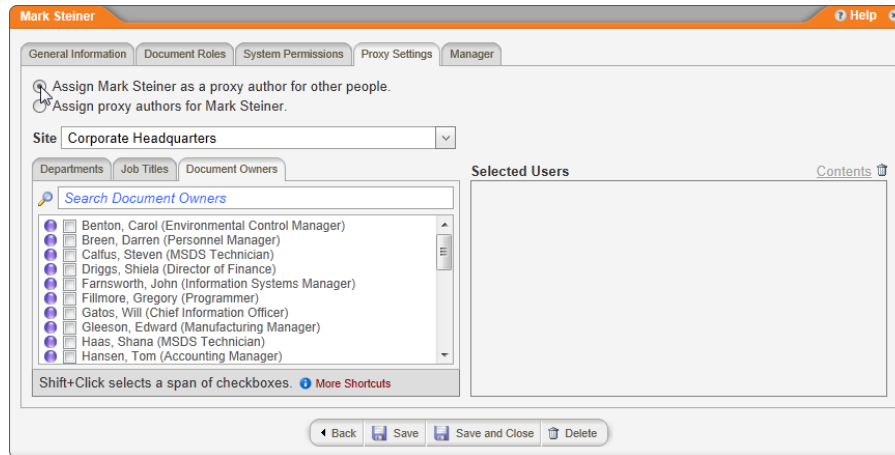 Mark Steiner
Help
General Information Document Roles System Permissions Proxy Settings Manager
Assign Mark Steiner as a proxy author for other people.
Assign proxy authors for Mark Steiner.
Site Corporate Headquarters
Departments Job Titles Document Owners
Search Document Owners
Benton, Carol (Environmental Control Manager)
Breen, Darren (Personnel Manager)
Calfus, Steven (MSDS Technician)
Driggs, Shiela (Director of Finance)
Farnsworth, John (Information Systems Manager)
Fillmore, Gregory (Programmer)
Gatos, Will (Chief Information Officer)
Gleeson, Edward (Manufacturing Manager)
Haas, Shana (MSDS Technician)
Hansen, Tom (Accounting Manager)
Shift+Click selects a span of checkboxes. More Shortcuts
Selected Users Contents
Back Save Save and Close Delete